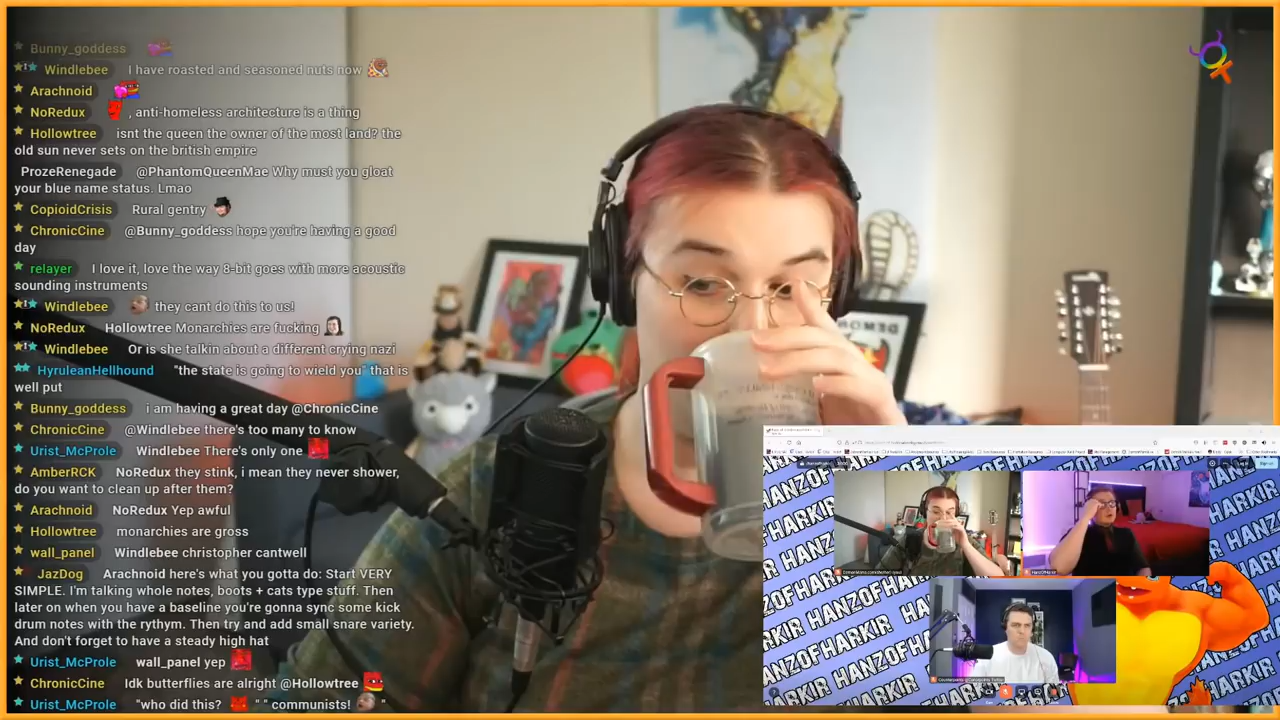 Bunny_goddess
Windlebee I have roasted and seasoned nuts now
Arachnoid
NoRedux , anti-homeless architecture is a thing
Hollowtree isnt the queen the owner of the most land? the
old sun never sets on the british empire
ProzeRenegade @PhantomQueenMae Why must you gloat
your blue name status. Lmao
CopioidCrisis Rural gentry
ChronicCine @Bunny_goddess hope you're having a good
day
relayer I love it, love the way 8-bit goes with more acoustic
sounding instruments
Windlebee they cant do this to us!
NoRedux Hollowtree Monarchies are fucking
Windlebee Or is she talkin about a different crying nazi
HyruleanHellhound "the state is going to wield you" that is
well put
Bunny_goddess i am having a great day @ChronicCine
ChronicCine @Windlebee there's too many to know
Urist_McProle Windlebee There's only one
AmberRCK NoRedux they stink, i mean they never shower,
do you want to clean up after them?
Arachnoid NoRedux Yep awful
Hollowtree monarchies are gross
wall_panel Windlebee christopher cantwell
JazDog Arachnoid Here's what you gotta do: Start VERY
SIMPLE. I'm talking whole notes, boots + cats type stuff. Then
later on when you have a baseline you're gonna sync some kick
drum notes with the rythym. Then try and add small snare variety.
And don't forget to have a steady high hat
Urist_McProle wall_panel yep
ChronicCine Idk butterflies are alright @Hollowtree
Urist_McProle "who did this? " " communists! "
DEMON
HANZOFHARKIR HANZOFHARKIR